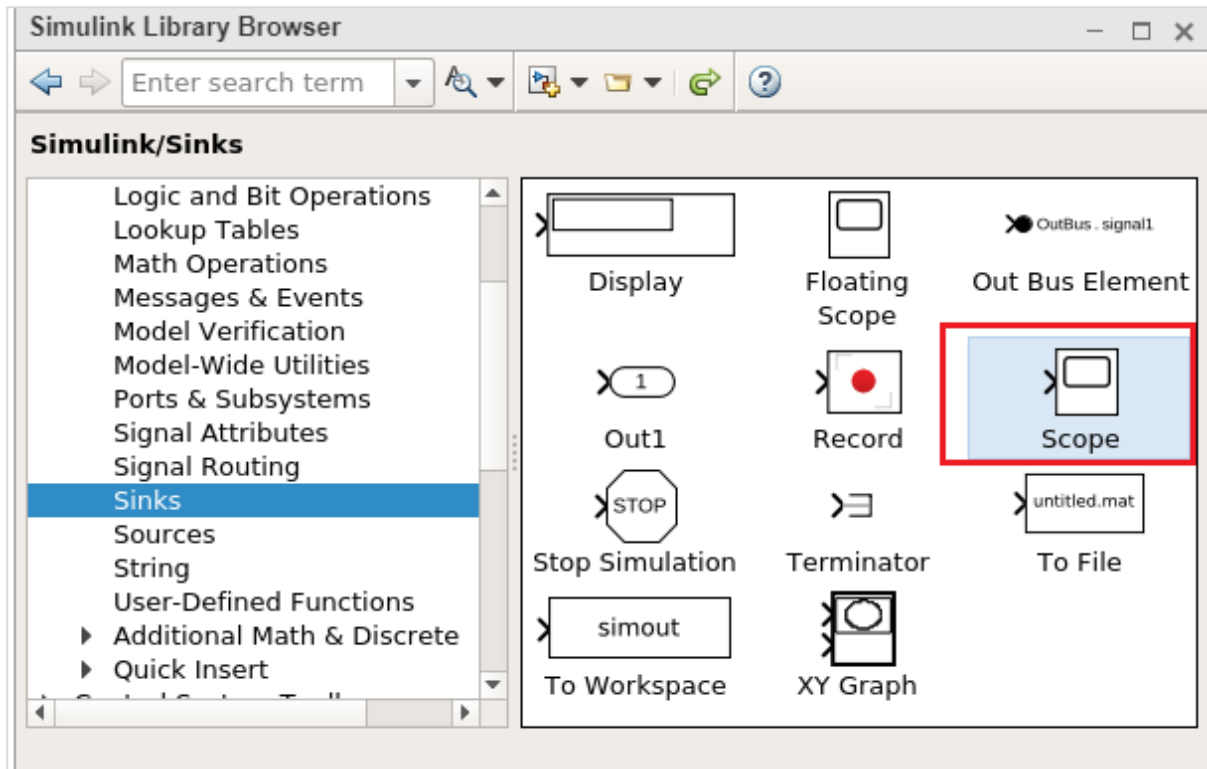 Simulink Library Browser
Enter search term
Simulink/Sinks
Logic and Bit Operations
Lookup Tables
Math Operations
Messages & Events
Model Verification
Model-Wide Utilities
Ports & Subsystems
Signal Attributes
Signal Routing
Sinks
Sources
String
User-Defined Functions
Additional Math & Discrete
Quick Insert
Display
Floating
Scope
OutBus . signal1
Out Bus Element
1
Out1
Record
Scope
STOP
Stop Simulation
Terminator
untitled.mat
To File
simout
To Workspace
XY Graph